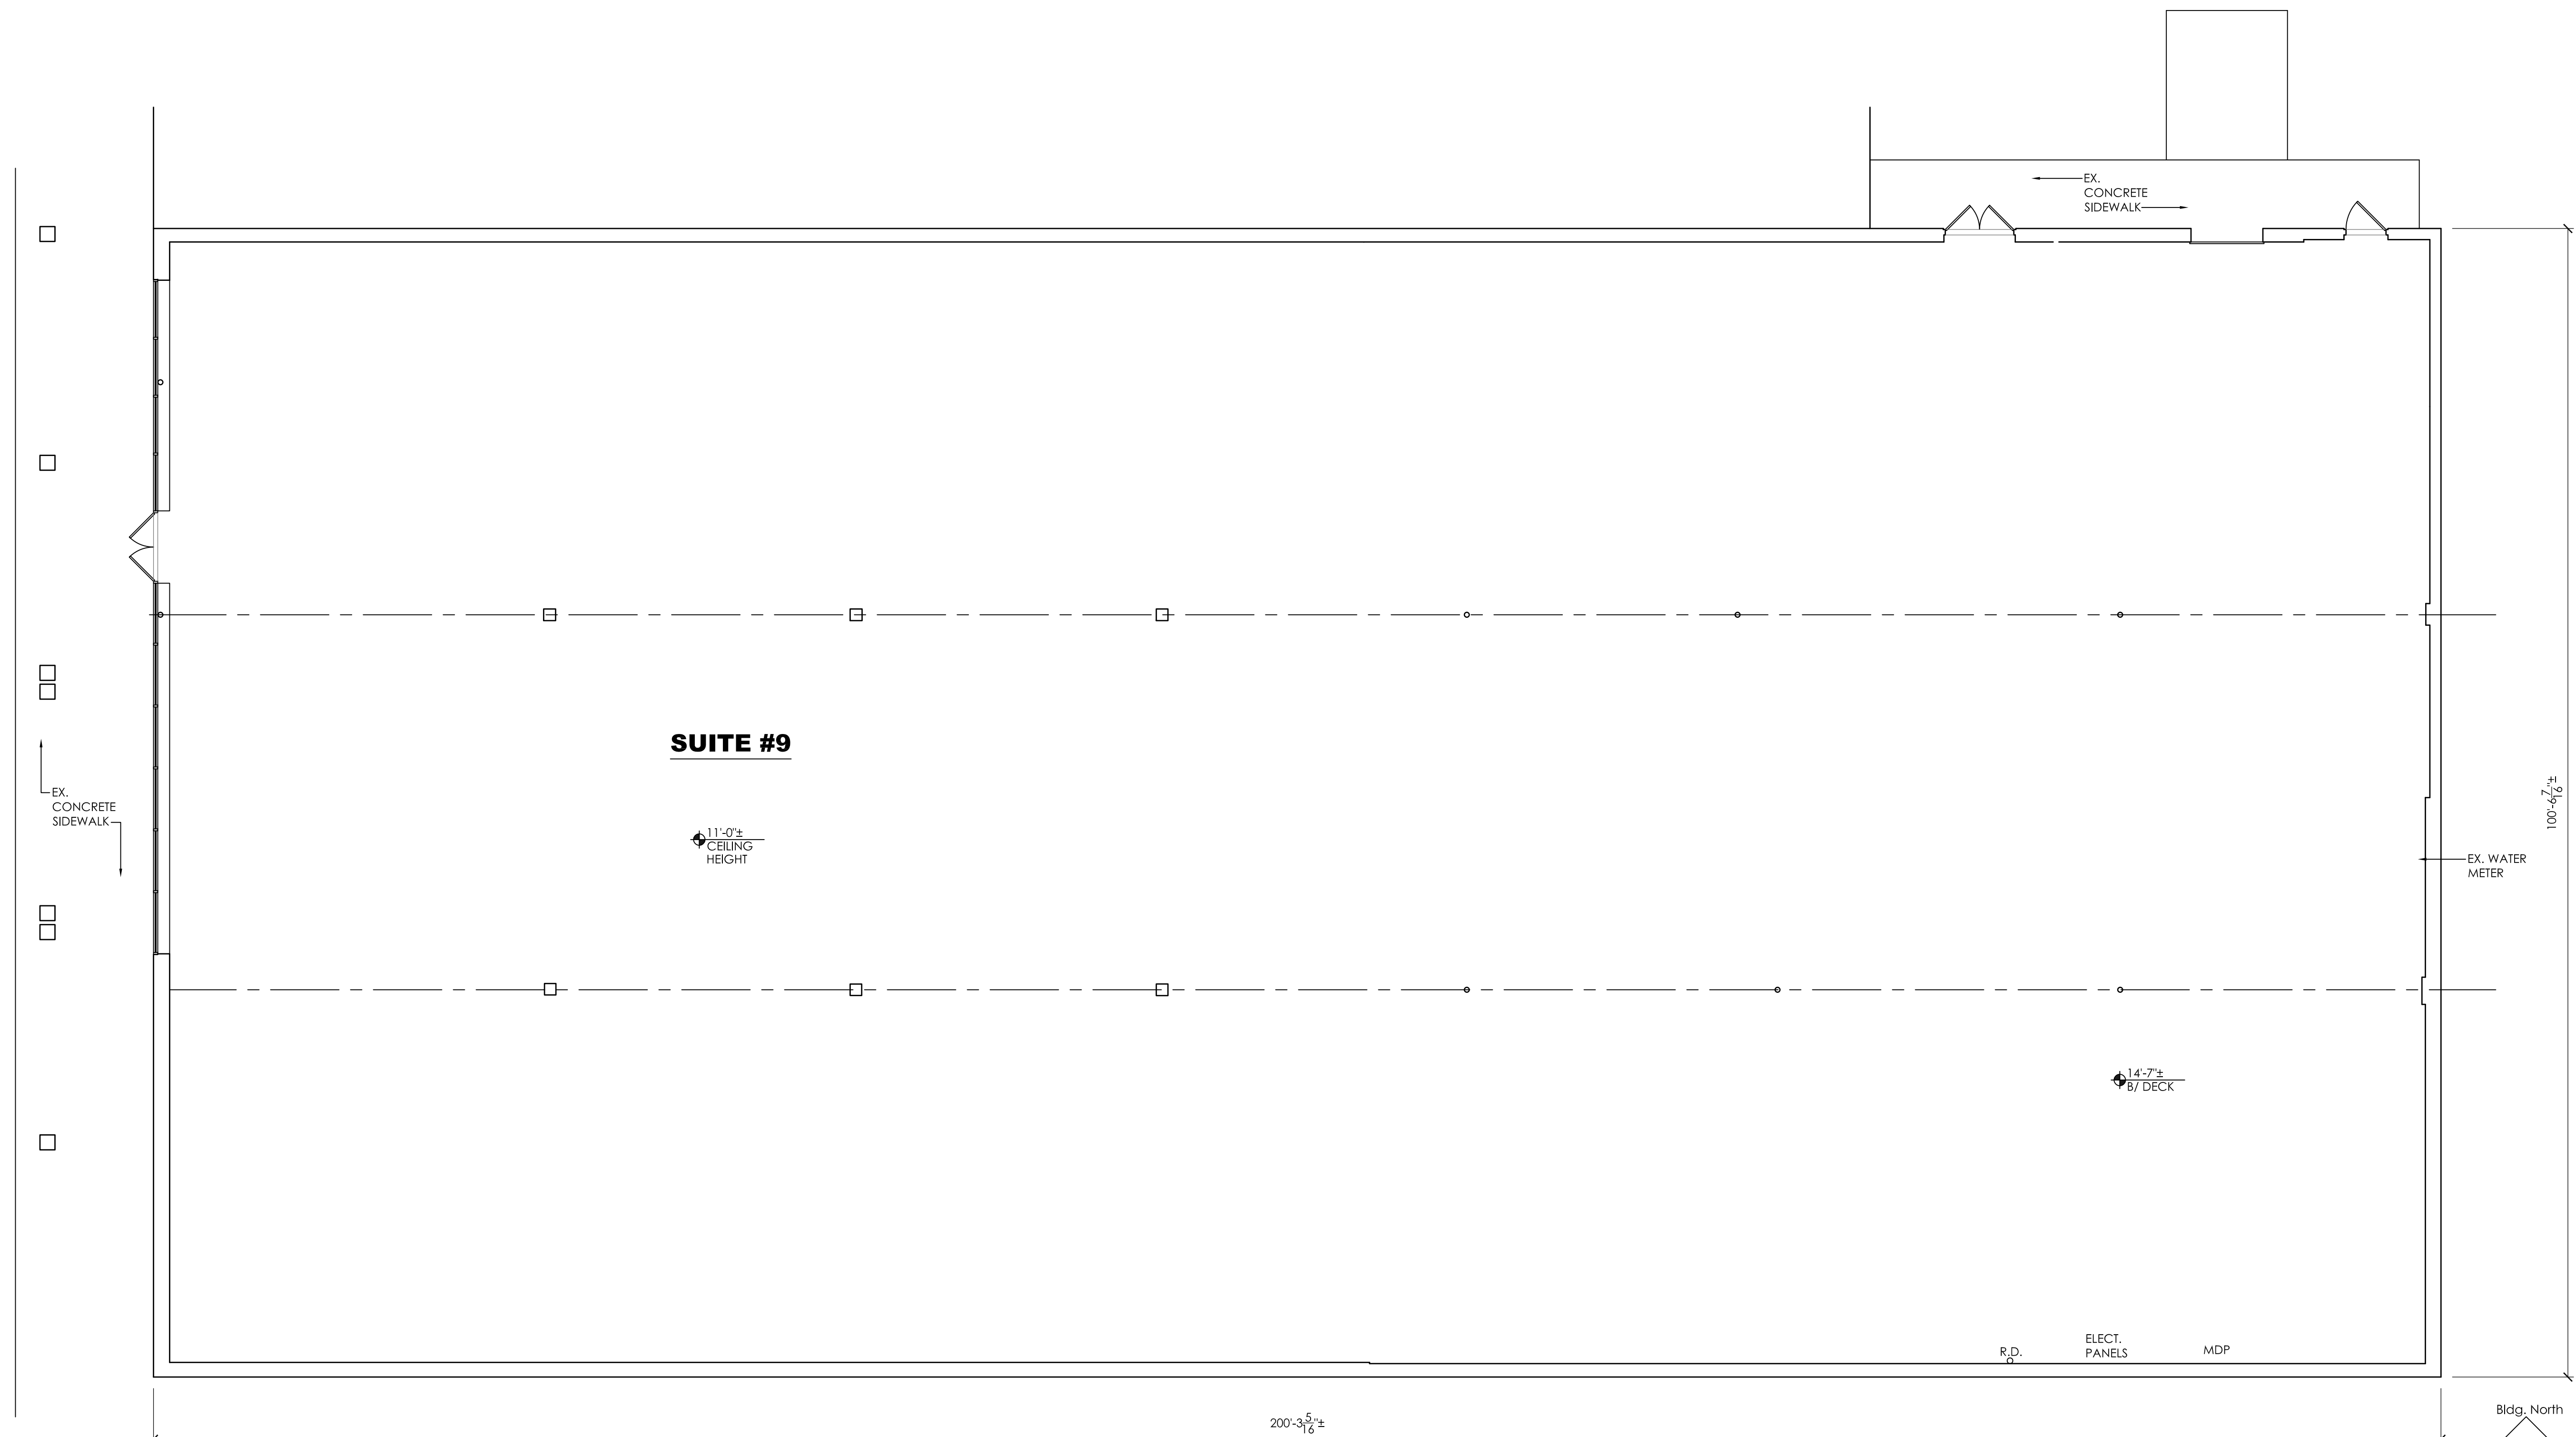 EX.
CONCRETE
SIDEWALK
SUITE #9
11'-0"±
CEILING
HEIGHT
EX.
CONCRETE
SIDEWALK
100'-6 7/16"±
EX. WATER
METER
14'-7"±
B/ DECK
R.D.
ELECT.
PANELS
MDP
200'-3 5/16"±
Bldg. North